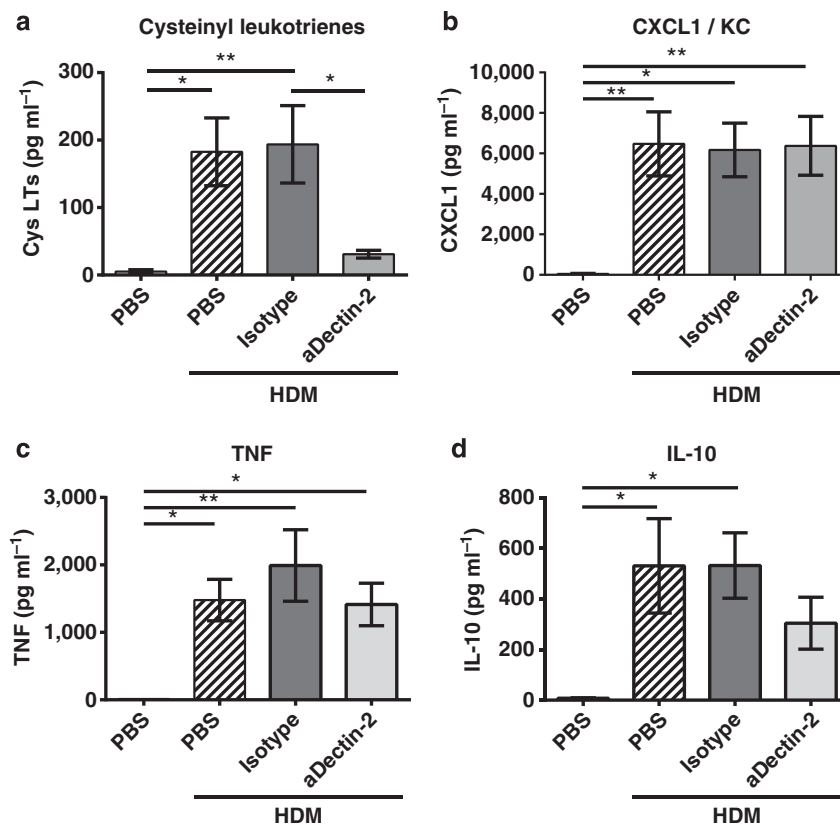 a
Cysteinyl leukotrienes
**
*
*
300
200
100
0
Cys LTs (pg ml⁻¹)
PBS
PBS
Isotype
aDectin-2
HDM
b
CXCL1 / KC
**
*
**
10,000
8,000
6,000
4,000
2,000
0
CXCL1 (pg ml⁻¹)
PBS
PBS
Isotype
aDectin-2
HDM
c
TNF
*
**
*
3,000
2,000
1,000
0
TNF (pg ml⁻¹)
PBS
PBS
Isotype
aDectin-2
HDM
d
IL-10
*
*
800
600
400
200
0
IL-10 (pg ml⁻¹)
PBS
PBS
Isotype
aDectin-2
HDM